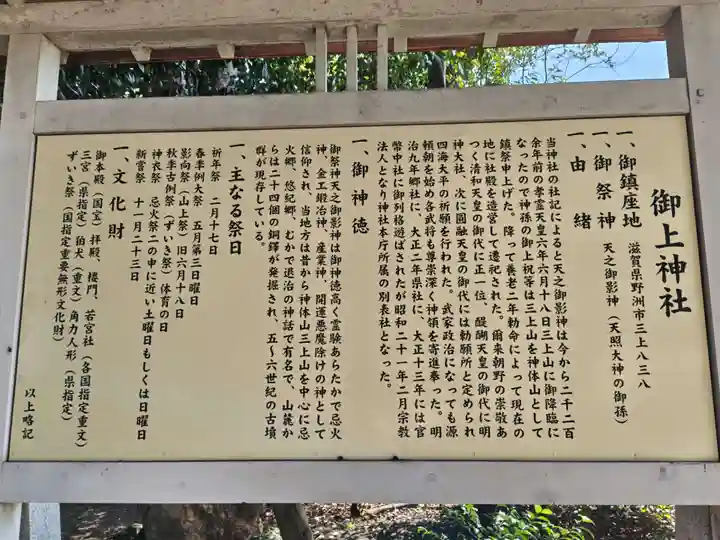 御上神社
一、御鎮座地　滋賀県野洲市三上八三八
一、御祭神　天之御影神（天照大神の御孫）
一、由緒
当神社の社記によると天之御影神は今から二千二百
余年前の孝霊天皇六年六月十八日三上山に御降臨に
なったので神孫の御上祝等は三上山を神体山として
鎮祭申上げた。降って養老二年勅命によって現在の
地に社殿を造営して遷祀された。爾来朝野の崇敬あ
つく清和天皇の御代に正一位、醍醐天皇の御代に明
神大社、次に圓融天皇の御代には勅願所と定められ
四海太平の祈願を行われた。武家政治になっても源
頼朝を始め各武将も尊崇深く神領を寄進奉った。明
治九年郷社に、大正二年県社に、大正十三年には官
幣中社に御列格遊ばされたが昭和二十一年二月宗教
法人となり神社本庁所属の別表社となった。
一、御神徳
御祭神天之御影神は御神徳高く霊験あらたかで忌火
神、金工鍛冶神、産業神、開運悪魔除けの神として
信仰され、当地方は昔から神体山三上山を中心に忌
火郷、悠紀郷、むかで退治の神話で有名で、山麓か
らは二十四個の銅鐸が発掘され、五〜六世紀の古墳
群が現存している。
一、主なる祭日
祈年祭　二月十七日
春季例大祭　五月第三日曜日
影向祭（山上祭）旧六月十八日
秋季古例祭（ずいき祭）体育の日
神衣祭　忌火祭二の申に近い土曜日もしくは日曜日
新嘗祭　十一月二十三日
一、文化財
御本殿（国宝）拝殿、楼門、若宮社（各国指定重文）
三宮（県指定）狛犬（重文）角力人形（県指定）
ずいき祭（国指定重要無形文化財）
以上略記